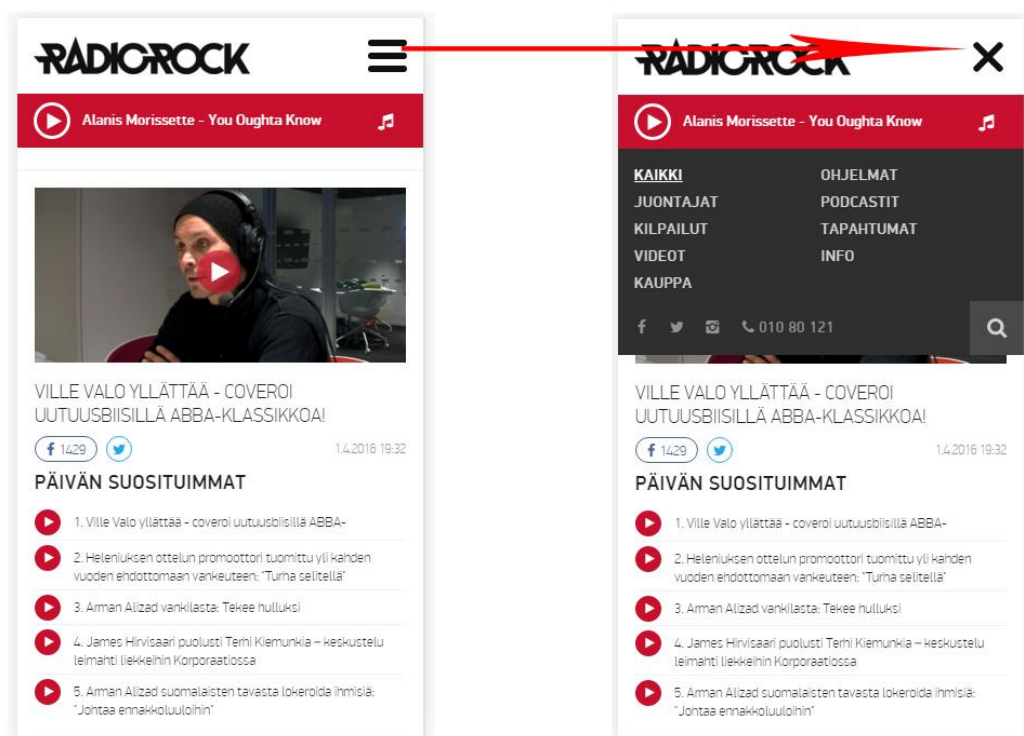 RADIOROCK
Alanis Morissette - You Oughta Know
VILLE VALO YLLÄTTÄÄ - COVEROI
UUTUUSBIISILLÄ ABBA-KLASSIKKOA!
1429
1.4.2016 19:32
PÄIVÄN SUOSITUIMMAT
1. Ville Valo yllättää - coveroi uutuusbiisillä ABBA-
2. Heleniuksen ottelun promoottori tuomittu yli kahden
vuoden ehdottomaan vankeuteen: "Turha selitellä"
3. Arman Alizad vankilasta: Tekee hulluksi
4. James Hirvisaari puolusti Terhi Kiemunkia – keskustelu
leimahti liekkeihin Korporaatiossa
5. Arman Alizad suomalaisten tavasta lokeroida ihmisiä:
"Johtaa ennakkoluuloihin"
RADIOROCK
Alanis Morissette - You Oughta Know
KAIKKI OHJELMAT
JUONTAJAT PODCASTIT
KILPAILUT TAPAHTUMAT
VIDEOT INFO
KAUPPA
010 80 121
VILLE VALO YLLÄTTÄÄ - COVEROI
UUTUUSBIISILLÄ ABBA-KLASSIKKOA!
1429
1.4.2016 19:32
PÄIVÄN SUOSITUIMMAT
1. Ville Valo yllättää - coveroi uutuusbiisillä ABBA-
2. Heleniuksen ottelun promoottori tuomittu yli kahden
vuoden ehdottomaan vankeuteen: "Turha selitellä"
3. Arman Alizad vankilasta: Tekee hulluksi
4. James Hirvisaari puolusti Terhi Kiemunkia – keskustelu
leimahti liekkeihin Korporaatiossa
5. Arman Alizad suomalaisten tavasta lokeroida ihmisiä:
"Johtaa ennakkoluuloihin"